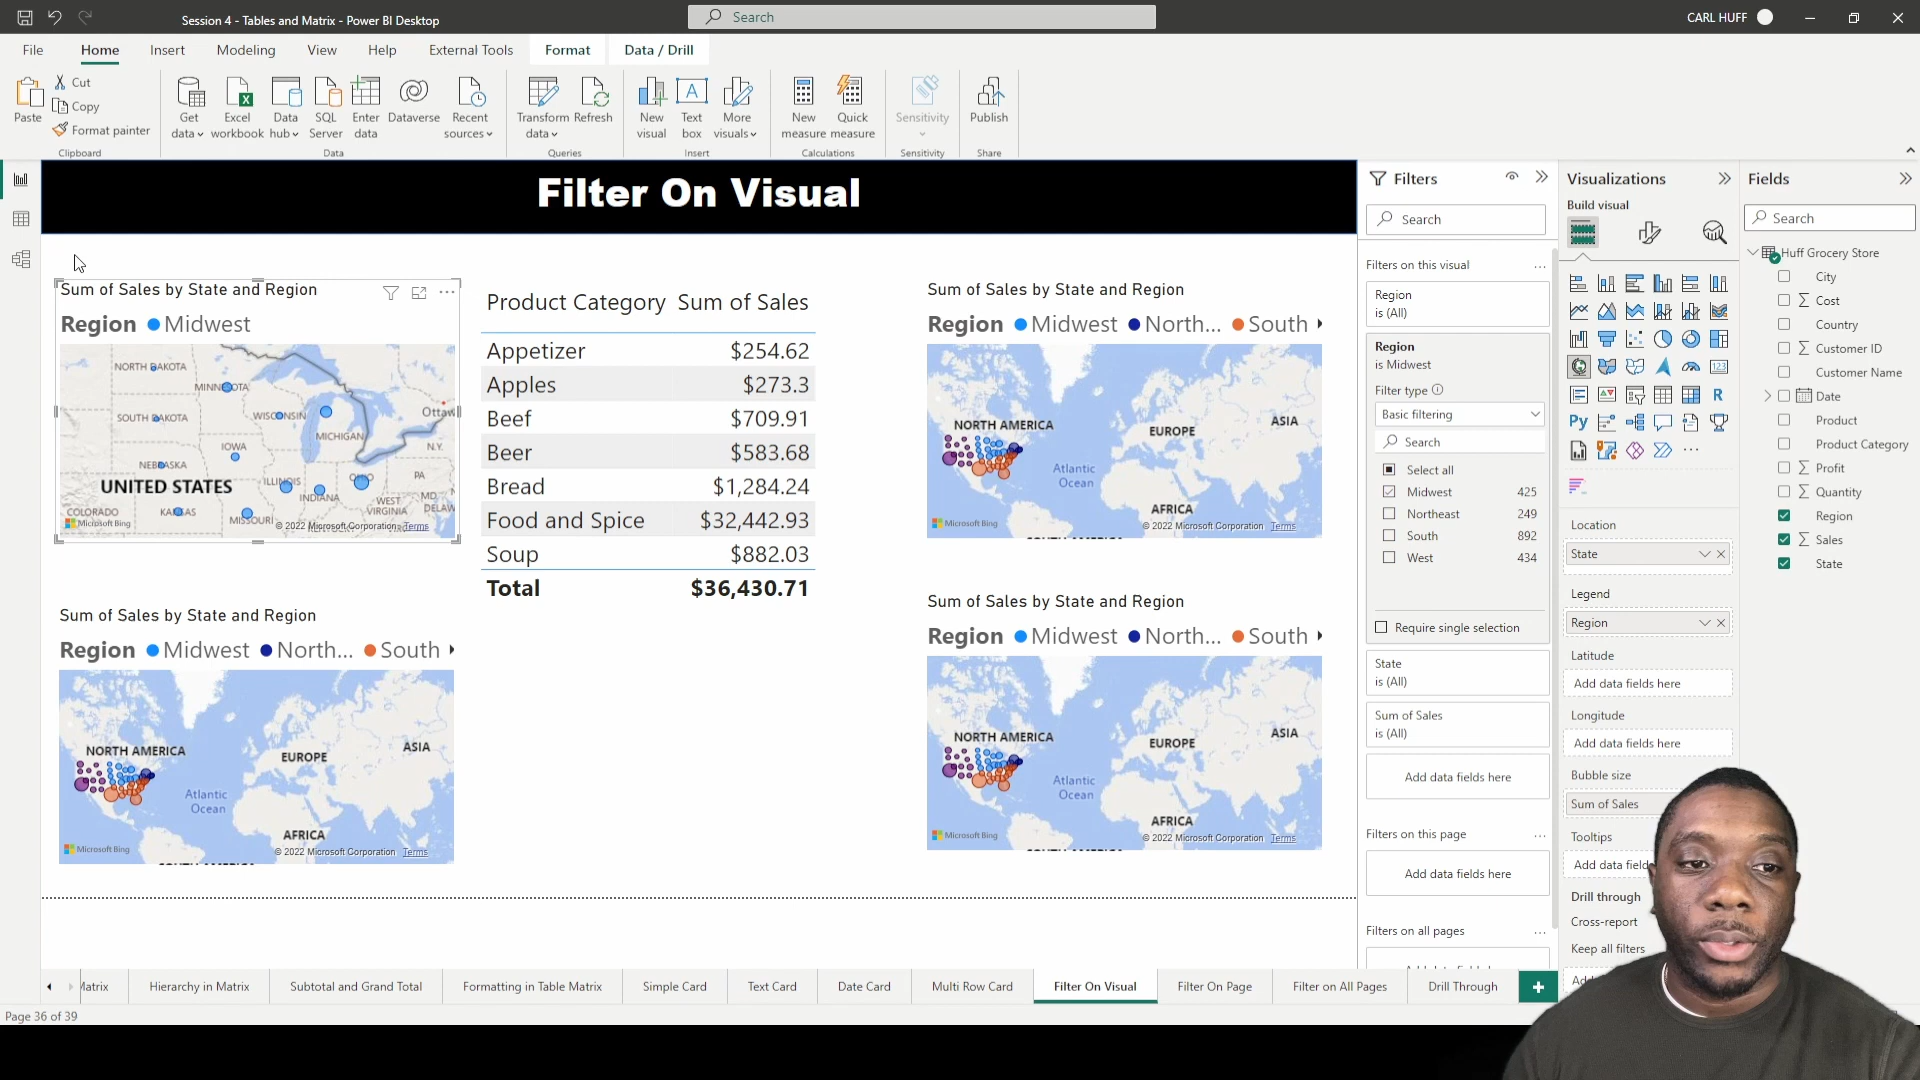 Session 4 - Tables and Matrix - Power BI Desktop
Search
CARL HUFF
File Home Insert Modeling View Help External Tools Format Data / Drill
Paste
Cut
Copy
Format painter
Clipboard
Get data
Excel workbook
Data hub
SQL Server
Enter data
Dataverse
Recent sources
Data
Transform data
Refresh
Queries
New visual
Text box
More visuals
Insert
New measure
Quick measure
Calculations
Sensitivity
Sensitivity
Publish
Share
Filter On Visual
Sum of Sales by State and Region
Region Midwest
NORTH DAKOTA
MINNESOTA
SOUTH DAKOTA
WISCONSIN
Ottaw
MICHIGAN
N.Y.
IOWA
NEBRASKA
PA
UNITED STATES
ILLINOIS
INDIANA
OHIO
MD
WEST VIRGINIA
DELAW
COLORADO
KANSAS
MISSOURI
Microsoft Bing
© 2022 Microsoft Corporation Terms
Product Category Sum of Sales
Appetizer $254.62
Apples $273.3
Beef $709.91
Beer $583.68
Bread $1,284.24
Food and Spice $32,442.93
Soup $882.03
Total $36,430.71
Sum of Sales by State and Region
Region Midwest North... South
NORTH AMERICA
EUROPE
ASIA
Atlantic Ocean
AFRICA
Microsoft Bing
© 2022 Microsoft Corporation Terms
Sum of Sales by State and Region
Region Midwest North... South
NORTH AMERICA
EUROPE
ASIA
Atlantic Ocean
AFRICA
Microsoft Bing
© 2022 Microsoft Corporation Terms
Sum of Sales by State and Region
Region Midwest North... South
NORTH AMERICA
EUROPE
ASIA
Atlantic Ocean
AFRICA
Microsoft Bing
© 2022 Microsoft Corporation Terms
Filters
Search
Filters on this visual ...
Region
is (All)
Region
is Midwest
Filter type
Basic filtering
Search
Select all
Midwest 425
Northeast 249
South 892
West 434
Require single selection
State
is (All)
Sum of Sales
is (All)
Add data fields here
Filters on this page ...
Add data fields here
Filters on all pages ...
Visualizations
Build visual
123
R
Py
...
Location
State
Legend
Region
Latitude
Add data fields here
Longitude
Add data fields here
Bubble size
Sum of Sales
Tooltips
Add data field
Drill through
Cross-report
Keep all filters
Fields
Search
Huff Grocery Store
City
Cost
Country
Customer ID
Customer Name
Date
Product
Product Category
Profit
Quantity
Region
Sales
State
Matrix Hierarchy in Matrix Subtotal and Grand Total Formatting in Table Matrix Simple Card Text Card Date Card Multi Row Card Filter On Visual Filter On Page Filter on All Pages Drill Through
Page 36 of 39